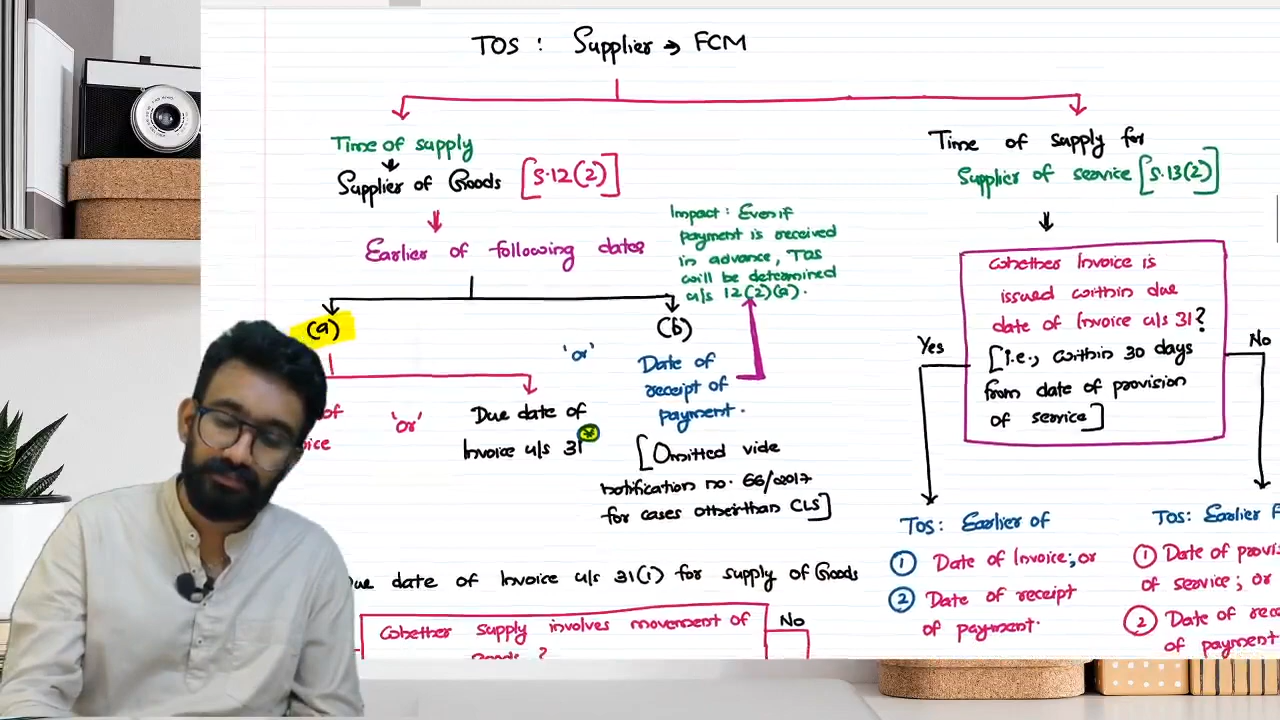 TOS : Supplier → FCM
Time of supply
Supplier of Goods [S.12(2)]
Earlier of following dates
(a)
'or'
(b)
of
oice
'or'
Due date of
Invoice u/s 31*
Date of
receipt of
payment.
[Omitted vide
notification no. 66/2017
for cases otherthan CLS]
Impact : Even if
payment is received
in advance, TOS
will be determined
u/s 12(2)(a).
Time of supply for
Supplier of service [S.13(2)]
Whether Invoice is
issued within due
date of Invoice u/s 31?
[i.e., within 30 days
from date of provision
of service]
Yes
No
TOS: Earlier of
① Date of Invoice; or
② Date of receipt
of payment.
TOS: Earlier
① Date of provis
of service; or
② Date of rece
of payment
ue date of Invoice u/s 31(1) for supply of Goods
Whether supply involves movement of
goods ?
No